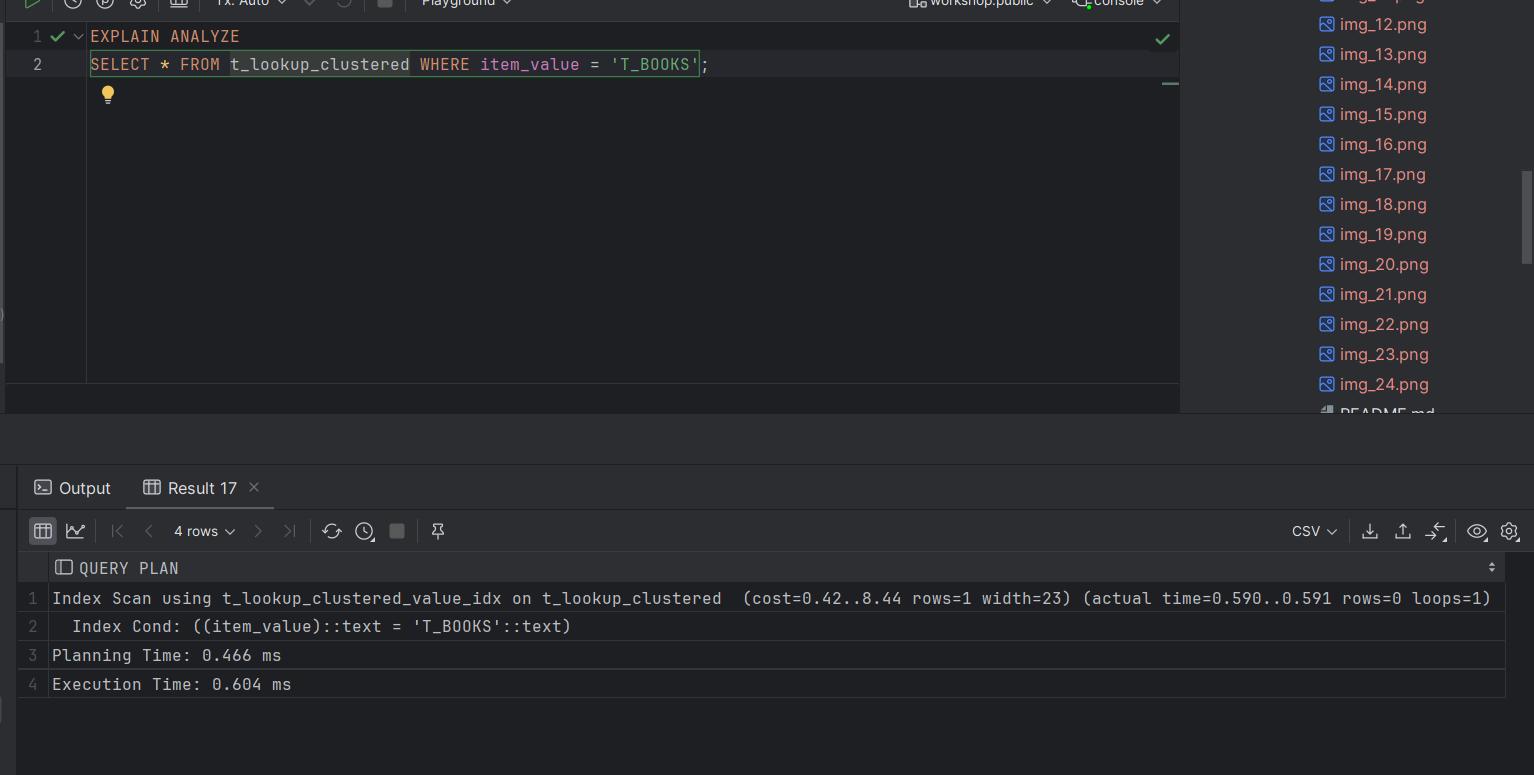 Tx: Auto
Playground
workshop.public
console
1 EXPLAIN ANALYZE
2 SELECT * FROM t_lookup_clustered WHERE item_value = 'T_BOOKS';
img_12.png
img_13.png
img_14.png
img_15.png
img_16.png
img_17.png
img_18.png
img_19.png
img_20.png
img_21.png
img_22.png
img_23.png
img_24.png
README.md
Output
Result 17
4 rows
CSV
QUERY PLAN
1 Index Scan using t_lookup_clustered_value_idx on t_lookup_clustered  (cost=0.42..8.44 rows=1 width=23) (actual time=0.590..0.591 rows=0 loops=1)
2   Index Cond: ((item_value)::text = 'T_BOOKS'::text)
3 Planning Time: 0.466 ms
4 Execution Time: 0.604 ms